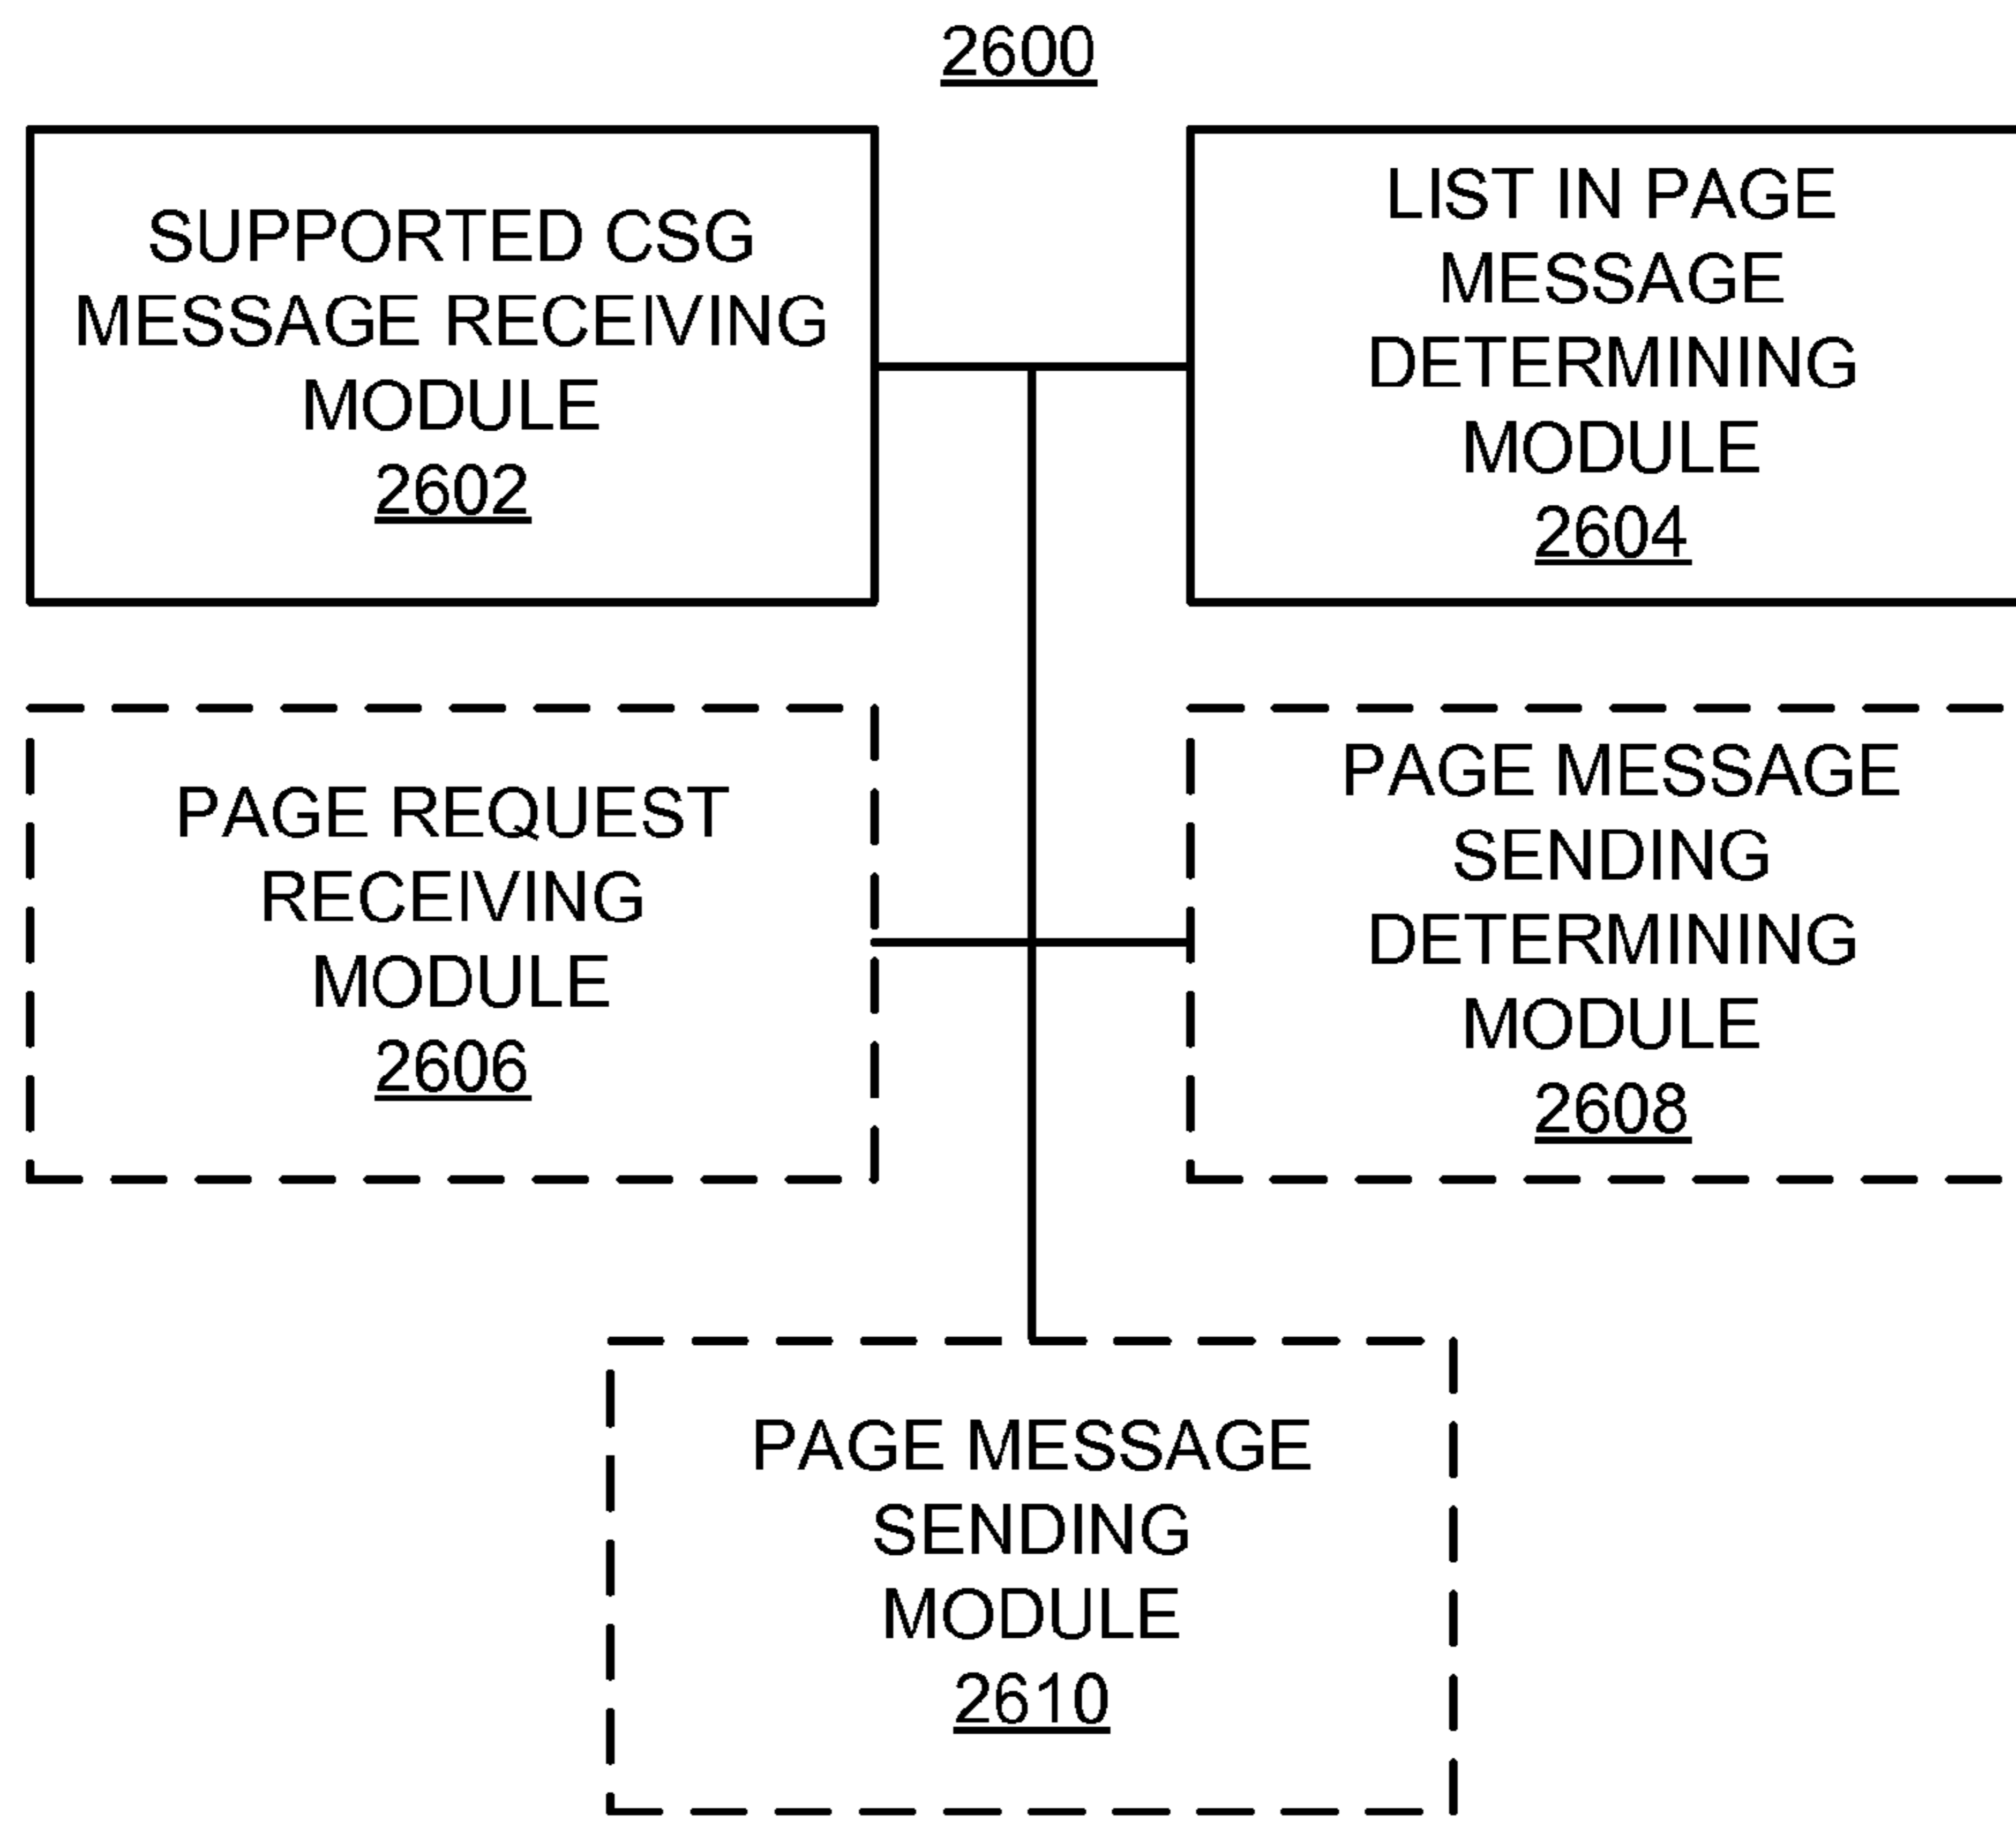 2600
SUPPORTED CSG
MESSAGE RECEIVING
MODULE
2602
LIST IN PAGE
MESSAGE
DETERMINING
MODULE
2604
PAGE REQUEST
RECEIVING
MODULE
2606
PAGE MESSAGE
SENDING
DETERMINING
MODULE
2608
PAGE MESSAGE
SENDING
MODULE
2610